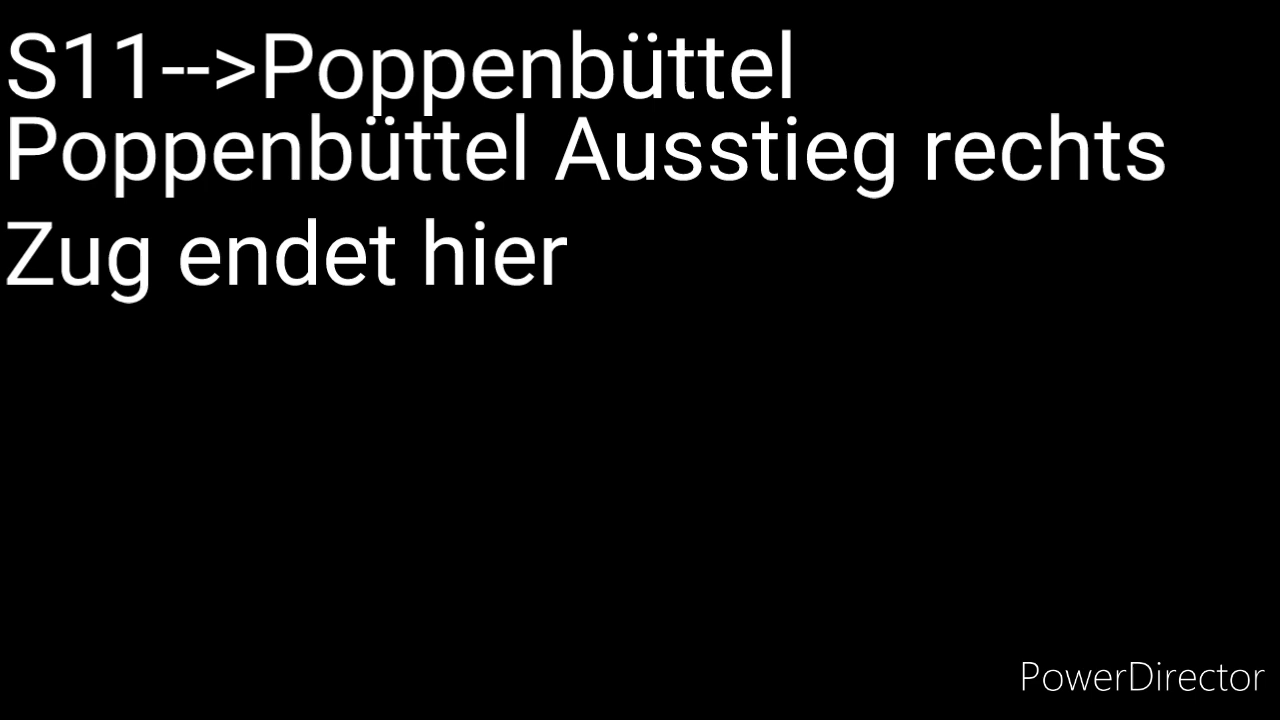 S11-->Poppenbüttel
Poppenbüttel Ausstieg rechts
Zug endet hier
PowerDirector